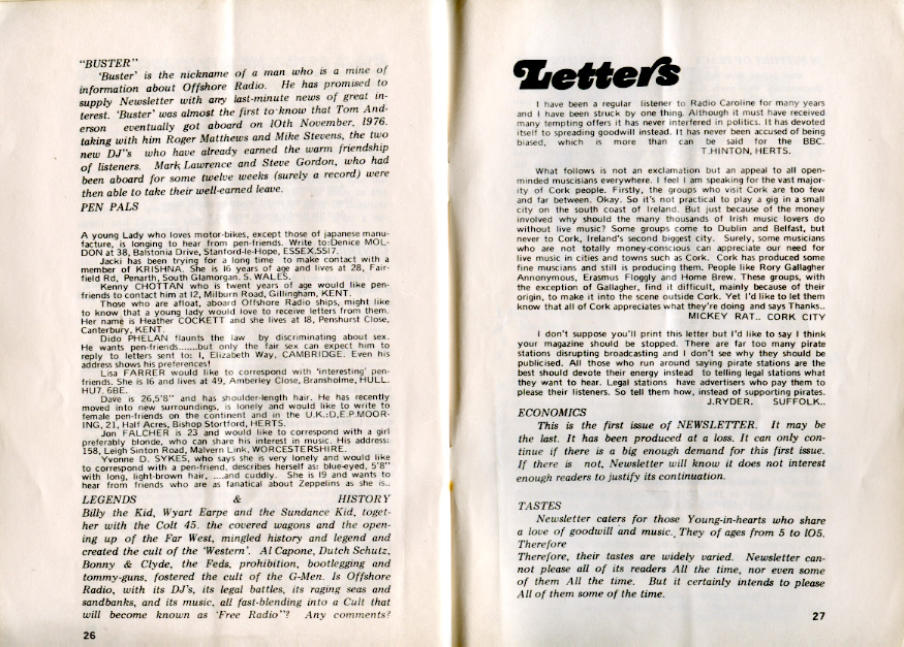 "BUSTER"
'Buster' is the nickname of a man who is a mine of
information about Offshore Radio. He has promised to
supply Newsletter with any last-minute news of great in-
terest. 'Buster' was almost the first to know that Tom And-
erson eventually got aboard on 10th November, 1976.
taking with him Roger Matthews and Mike Stevens, the two
new DJ"s who have already earned the warm friendship
of listeners. Mark Lawrence and Steve Gordon, who had
been aboard for some twelve weeks (surely a record) were
then able to take their well-earned leave.
PEN PALS
A young Lady who loves motor-bikes, except those of japanese manu-
facture, is longing to hear from pen-friends. Write to:Denice MOL-
DON at 38, Balstonia Drive, Stanford-le-Hope, ESSEX.SS17.
Jacki has been trying for a long time to make contact with a
member of KRISHNA. She is 16 years of age and lives at 28, Fair-
field Rd, Penarth, South Glamorgan, S. WALES.
Kenny CHOTTAN who is twent years of age would like pen-
friends to contact him at 12, Milburn Road, Gillingham, KENT.
Those who are afloat, aboard Offshore Radio ships, might like
to know that a young lady would love to receive letters from them.
Her name is Heather COCKETT and she lives at 18, Penshurst Close,
Canterbury, KENT.
Dido PHELAN flaunts the law by discriminating about sex.
He wants pen-friends.......but only the fair sex can expect him to
reply to letters sent to: 1, Elizabeth Way, CAMBRIDGE. Even his
address shows his preferences!
Lisa FARRER would like to correspond with 'interesting' pen-
friends. She is 16 and lives at 49, Amberley Close, Bransholme, HULL.
HU7. 6BE.
Dave is 26,5'8" and has shoulder-length hair. He has recently
moved into new surroundings, is lonely and would like to write to
female pen-friends on the continent and in the U.K.:D,E.P.MOOR-
ING, 21, Half Acres, Bishop Stortford, HERTS.
Jon FALCHER is 23 and would like to correspond with a girl
preferably blonde, who can share his interest in music. His address:
158, Leigh Sinton Road, Malvern Link, WORCESTERSHIRE.
Yvonne D. SYKES, who says she is very lonely and would like
to correspond with a pen-friend, describes herself as: blue-eyed, 5'8"
with long, light-brown hair, ....and cuddly. She is 19 and wants to
hear from friends who are as fanatical about Zeppelins as she is..
LEGENDS & HISTORY
Billy the Kid, Wyart Earpe and the Sundance Kid, toget-
her with the Colt 45. the covered wagons and the open-
ing up of the Far West, mingled history and legend and
created the cult of the 'Western'. Al Capone, Dutch Schutz,
Bonny & Clyde, the Feds, prohibition, bootlegging and
tommy-guns, fostered the cult of the G-Men. Is Offshore
Radio, with its DJ's, its legal battles, its raging seas and
sandbanks, and its music, all fast-blending into a Cult that
will become known as 'Free Radio"? Any comments?
26
Letters
I have been a regular listener to Radio Caroline for many years
and I have been struck by one thing. Although it must have received
many tempting offers it has never interfered in politics. It has devoted
itself to spreading goodwill instead. It has never been accused of being
biased, which is more than can be said for the BBC.
T.HINTON, HERTS.
What follows is not an exclamation but an appeal to all open-
minded muscisians everywhere. I feel I am speaking for the vast major-
ity of Cork people. Firstly, the groups who visit Cork are too few
and far between. Okay. So it's not practical to play a gig in a small
city on the south coast of Ireland. But just because of the money
involved why should the many thousands of Irish music lovers do
without live music? Some groups come to Dublin and Belfast, but
never to Cork, Ireland's second biggest city. Surely, some musicians
who are not totally money-conscious can appreciate our need for
live music in cities and towns such as Cork. Cork has produced some
fine muscians and still is producing them. People like Rory Gallagher
Annonymous, Erasmus Floggly and Home Brew. These groups, with
the exception of Gallagher, find it difficult, mainly because of their
origin, to make it into the scene outside Cork. Yet I'd like to let them
know that all of Cork appreciates what they're doing and says Thanks..
MICKEY RAT.. CORK CITY
I don't suppose you'll print this letter but I'd like to say I think
your magazine should be stopped. There are far too many pirate
stations disrupting broadcasting and I don't see why they should be
publicised. All those who run around saying pirate stations are the
best should devote their energy instead to telling legal stations what
they want to hear. Legal stations have advertisers who pay them to
please their listeners. So tell them how, instead of supporting pirates.
J.RYDER, SUFFOLK..
ECONOMICS
This is the first issue of NEWSLETTER. It may be
the last. It has been produced at a loss. It can only con-
tinue if there is a big enough demand for this first issue.
If there is not, Newsletter will know it does not interest
enough readers to justify its continuation.
TASTES
Newsletter caters for those Young-in-hearts who share
a love of goodwill and music. They of ages from 5 to 105.
Therefore
Therefore, their tastes are widely varied. Newsletter can-
not please all of its readers All the time, nor even some
of them All the time. But it certainly intends to please
All of them some of the time.
27